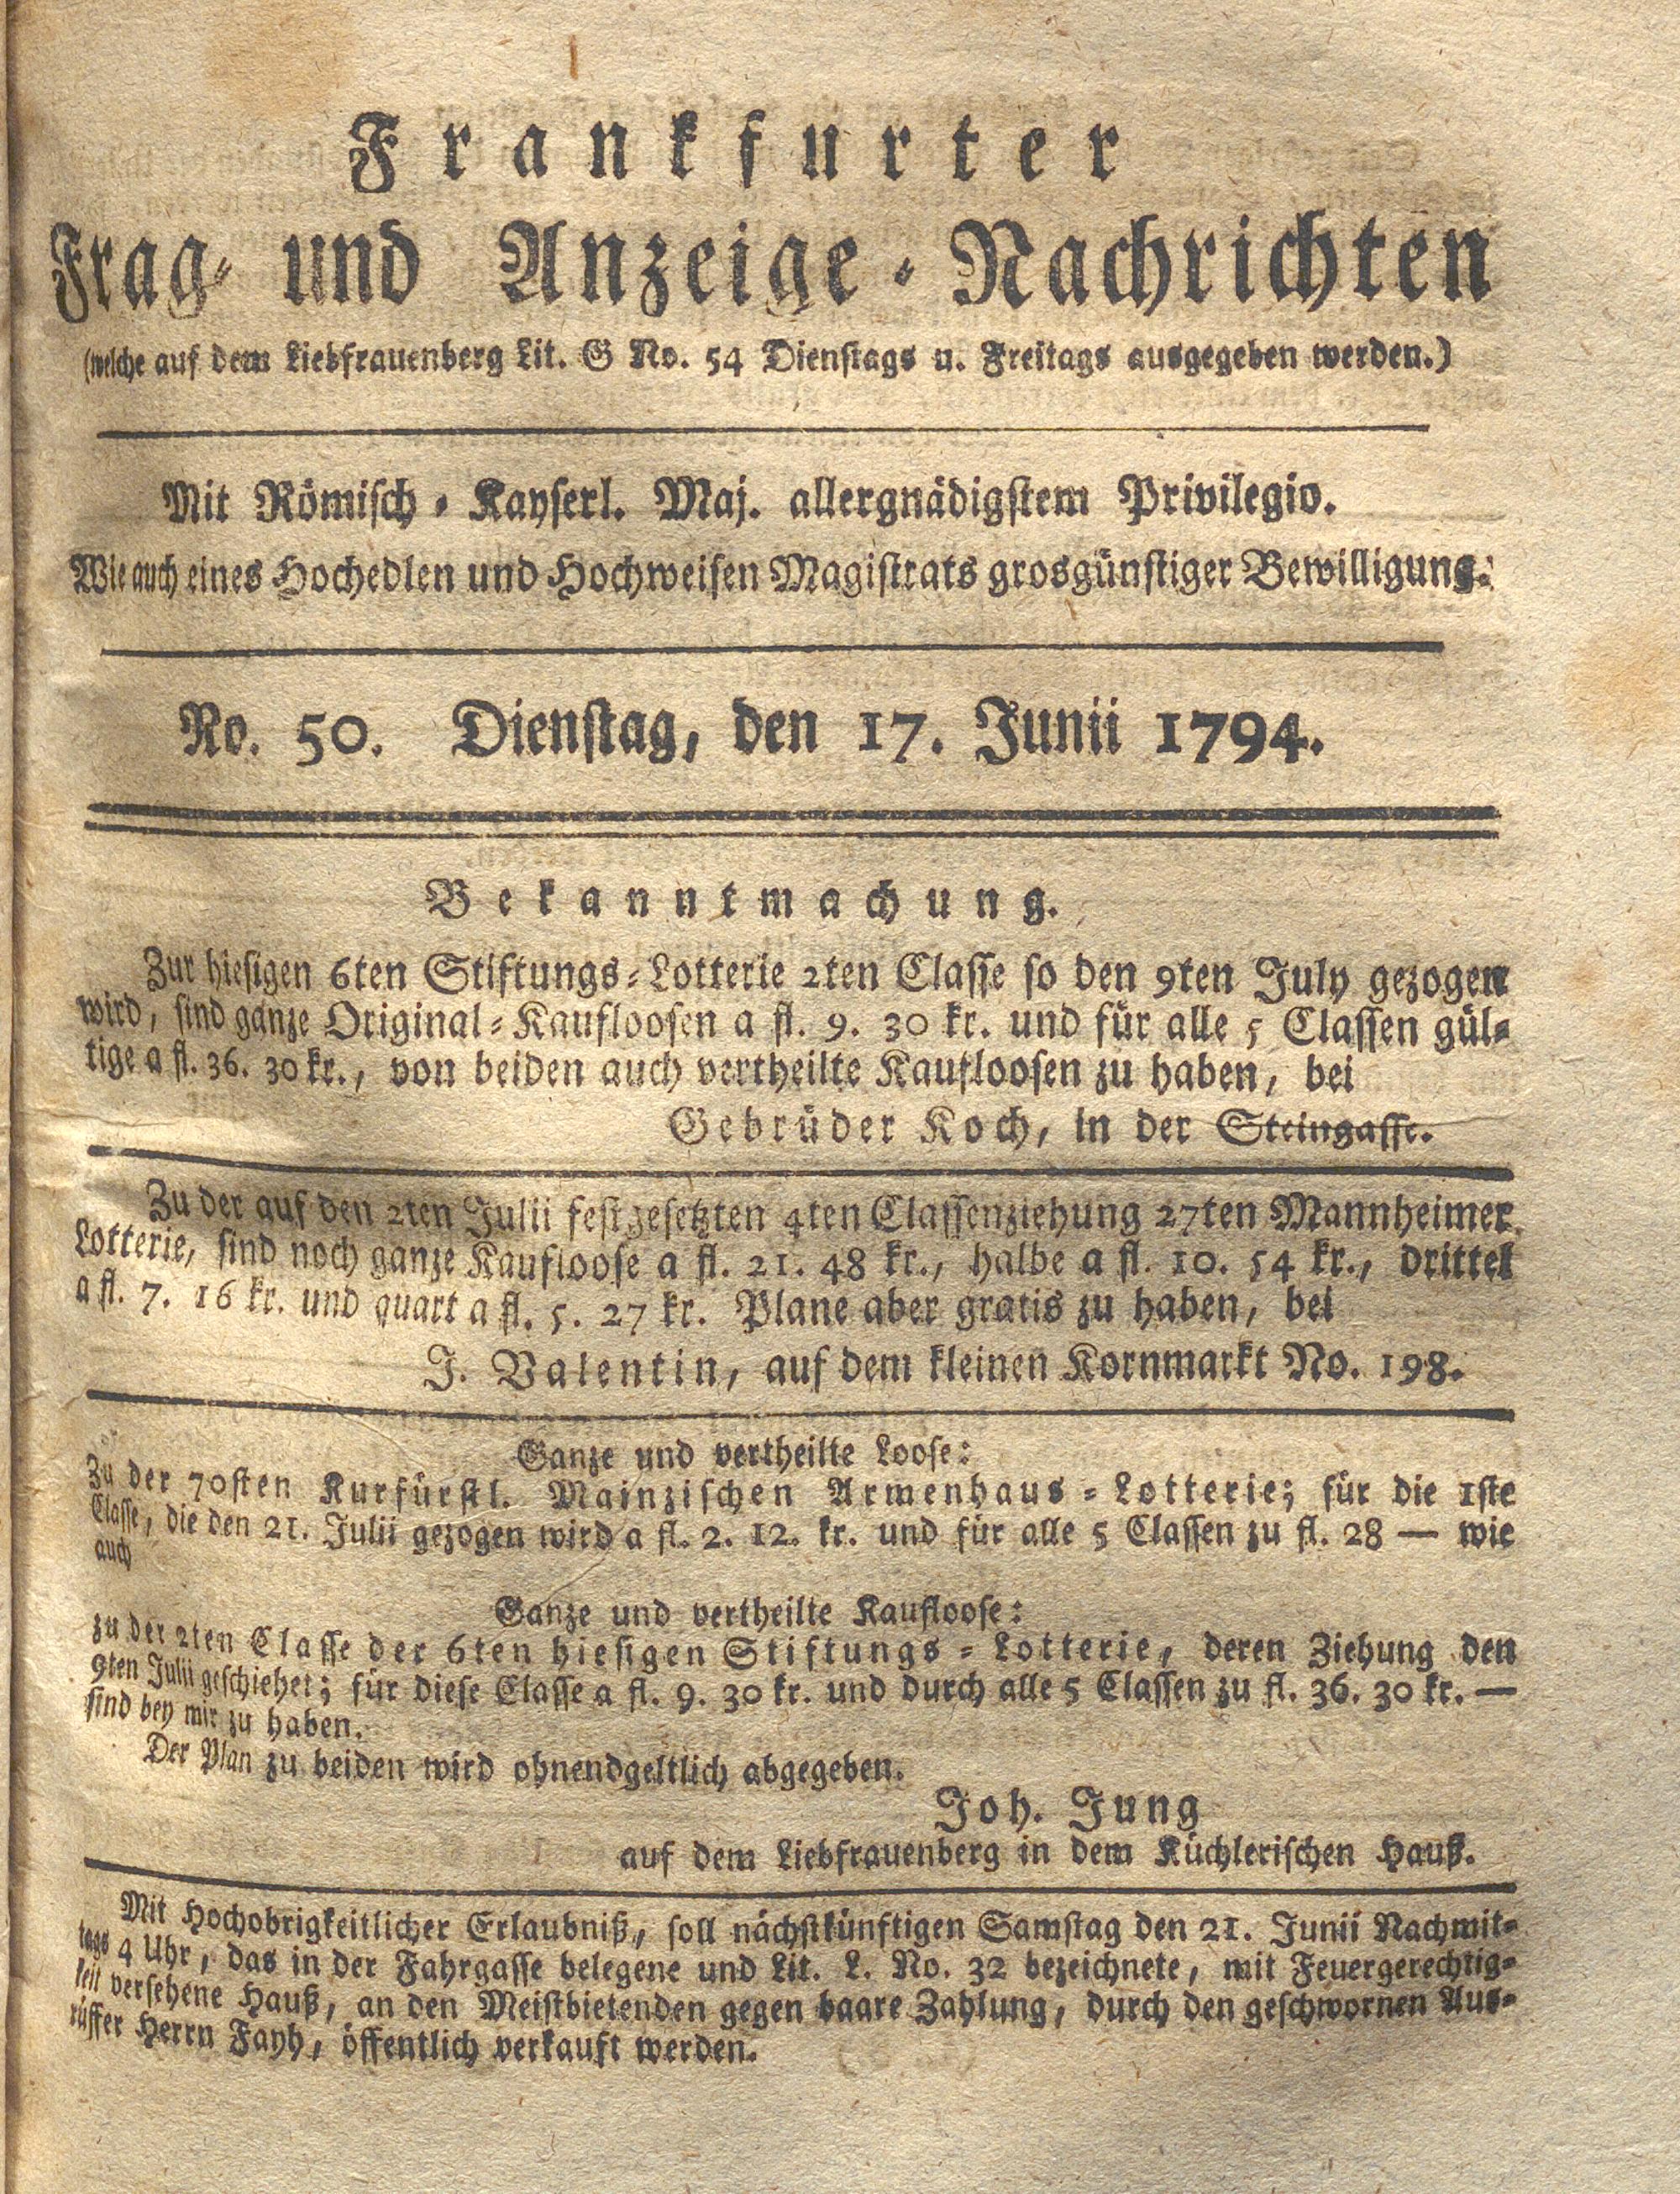 Frankfurter
Frag- und Anzeige-Nachrichten
(welche auf dem Liebfrauenberg Lit. G No. 54 Dienstags u. Freitags ausgegeben werden.)
Mit Römisch-Kayserl. Maj. allergnädigstem Privilegio.
Wie auch eines Hochedlen und Hochweisen Magistrats grosgünstiger Bewilligung.
No. 50. Dienstag, den 17. Junii 1794.
Bekanntmachung.
Zur hiesigen 6ten Stiftungs-Lotterie 2ten Classe so den 9ten July gezogen
wird, sind ganze Original-Kaufloosen a fl. 9. 30 kr. und für alle 5 Classen gül-
tige a fl. 36. 30 kr., von beiden auch vertheilte Kaufloosen zu haben, bei
Gebrüder Koch, in der Steingasse.
Zu der auf den 2ten Julii festgesetzten 4ten Classenziehung 27ten Mannheimer
Lotterie, sind noch ganze Kaufloose a fl. 21. 48 kr., halbe a fl. 10. 54 kr., drittel
a fl. 7. 16 kr. und quart a fl. 5. 27 kr. Plane aber gratis zu haben, bei
J. Valentin, auf dem kleinen Kornmarkt No. 198.
Ganze und vertheilte Loose:
Zu der 70sten Kurfürstl. Mainzischen Armenhaus-Lotterie; für die 1ste
Classe, die den 21. Julii gezogen wird a fl. 2. 12. kr. und für alle 5 Classen zu fl. 28 — wie
auch
Ganze und vertheilte Kaufloose:
zu der 2ten Classe der 6ten hiesigen Stiftungs-Lotterie, deren Ziehung den
9ten Julii geschiehet; für diese Classe a fl. 9. 30 kr. und durch alle 5 Classen zu fl. 36. 30 kr. —
sind bey mir zu haben.
Der Plan zu beiden wird ohnendgeltlich abgegeben.
Joh. Jung
auf dem Liebfrauenberg in dem Küchlerischen Hauß.
Mit Hochobrigkeitlicher Erlaubniß, soll nächstkünftigen Samstag den 21. Junii Nachmit-
tags 4 Uhr, das in der Fahrgasse belegene und Lit. L. No. 32 bezeichnete, mit Feuergerechtig-
keit versehene Hauß, an den Meistbietenden gegen baare Zahlung, durch den geschwornen Aus-
rüffer Herrn Fayh, öffentlich verkauft werden.